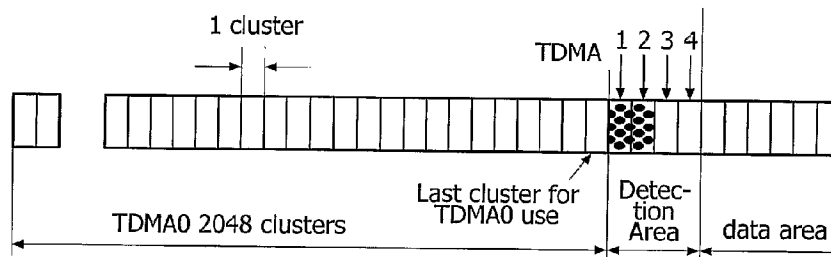 1 cluster
TDMA 1 2 3 4
Last cluster for
TDMA0 use
Detec-
tion
Area
TDMA0 2048 clusters
data area